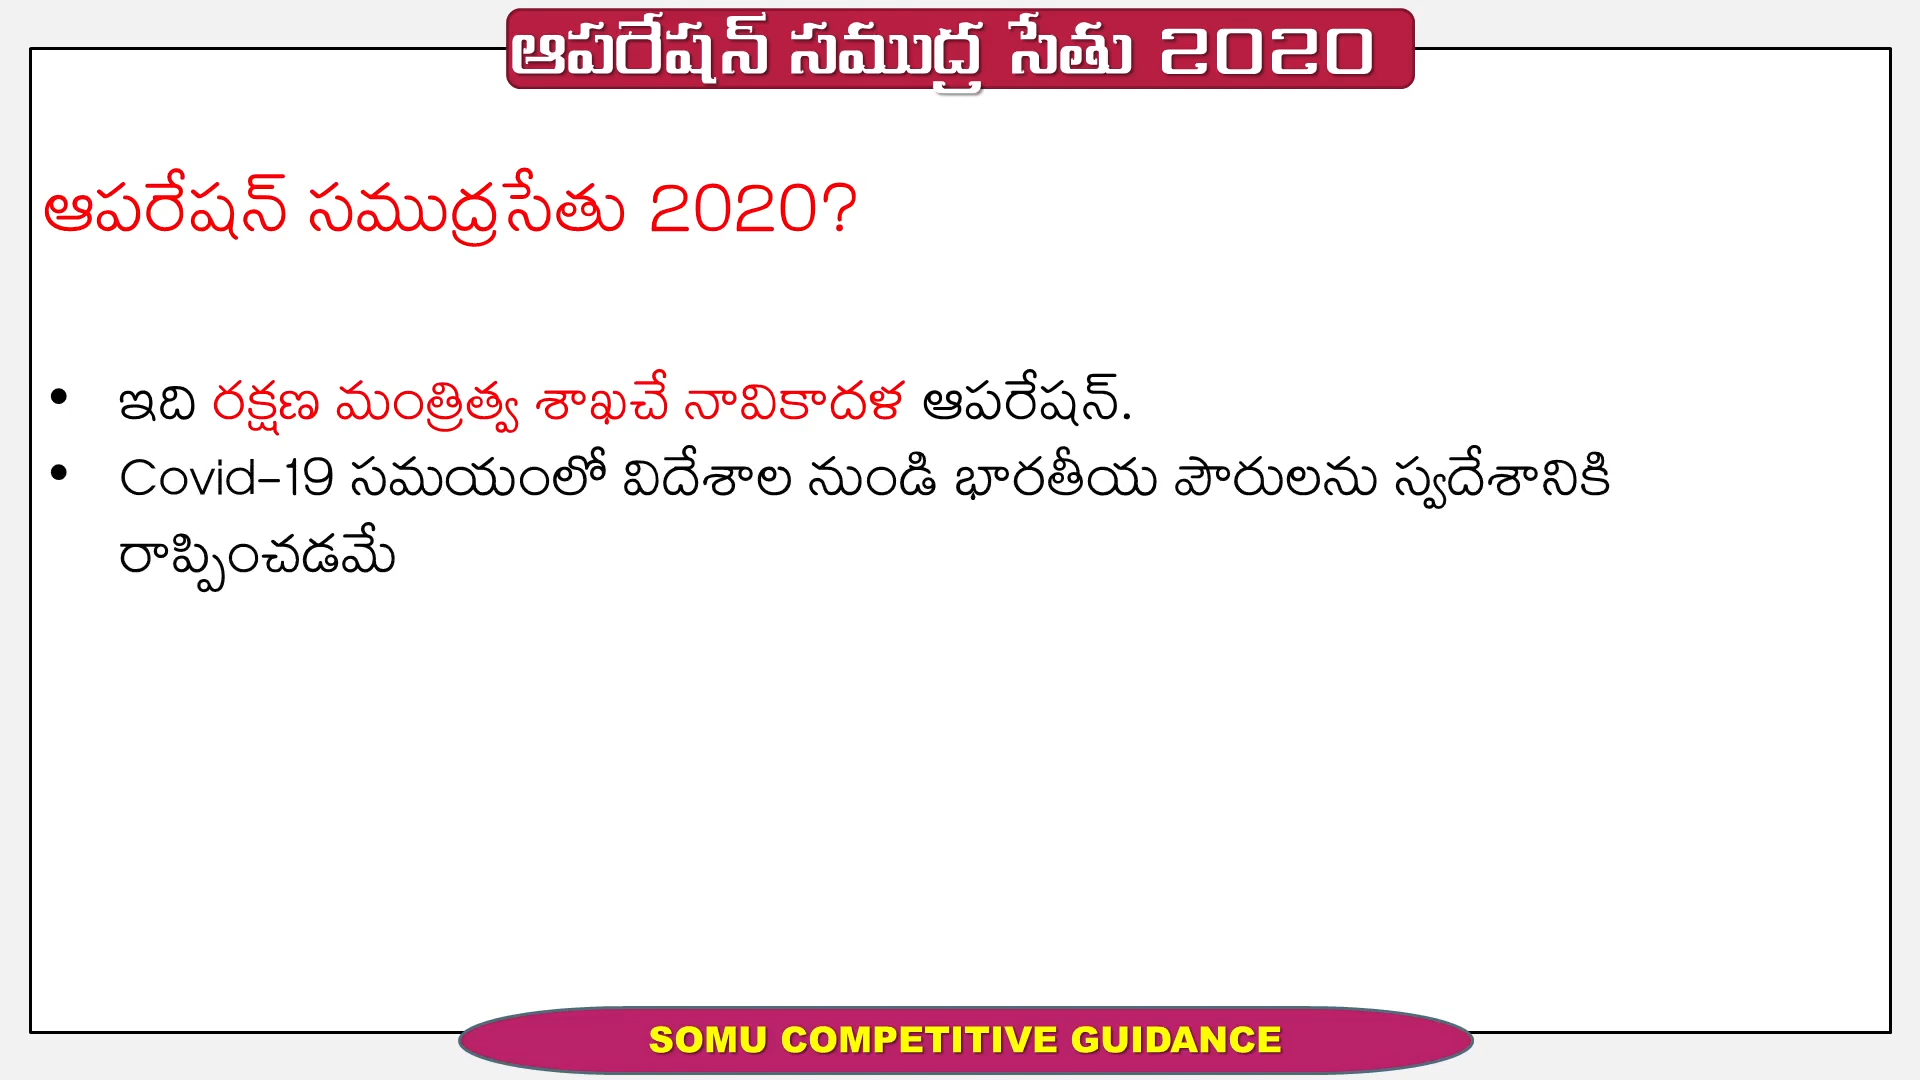 ఆపరేషన్ సముద్ర సేతు 2020
ఆపరేషన్ సముద్రసేతు 2020?
• ఇది రక్షణ మంత్రిత్వ శాఖచే నావికాదళ ఆపరేషన్.
• Covid-19 సమయంలో విదేశాల నుండి భారతీయ పౌరులను స్వదేశానికి
రాప్పించడమే
SOMU COMPETITIVE GUIDANCE